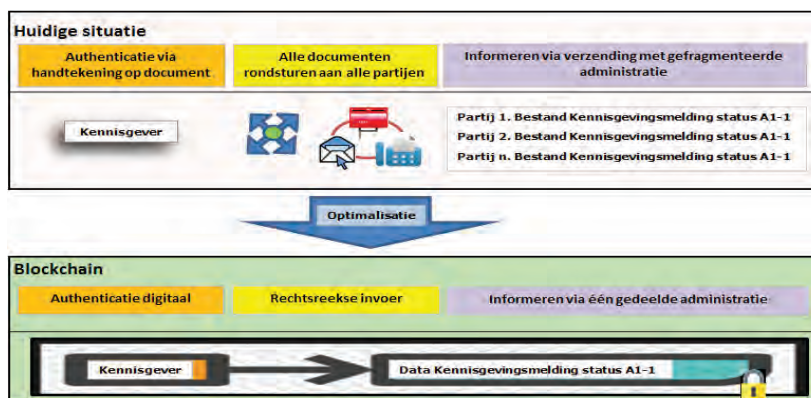 Huidige situatie
Authenticatie via
handtekening op document
Alle documenten
rondsturen aan alle partijen
Informeren via verzending met gefragmenteerde
administratie
Kennisgever
Partij 1. Bestand Kennisgevingsmelding status A1-1
Partij 2. Bestand Kennisgevingsmelding status A1-1
Partij n. Bestand Kennisgevingsmelding status A1-1
Optimalisatie
Blockchain
Authenticatie digitaal
Rechtsreekse invoer
Informeren via één gedeelde administratie
Kennisgever
Data Kennisgevingsmelding status A1-1